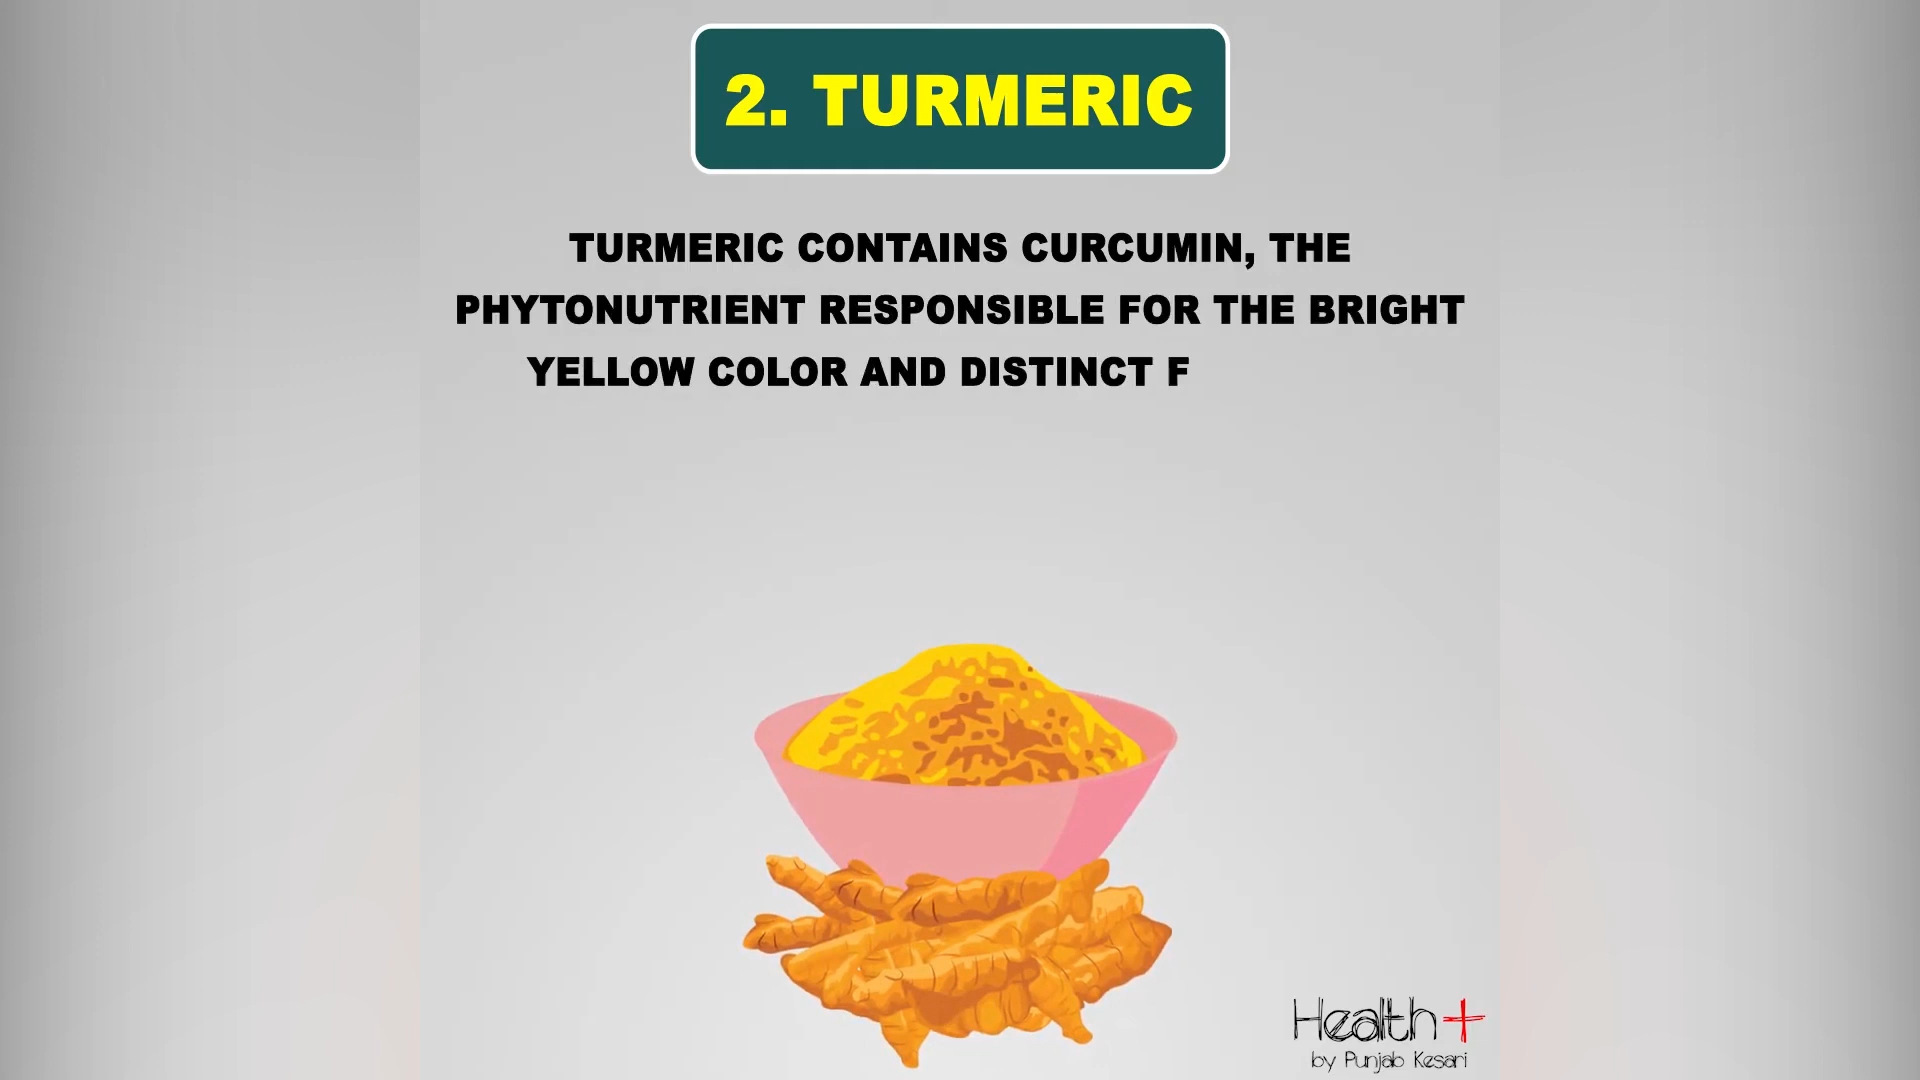 2. TURMERIC
TURMERIC CONTAINS CURCUMIN, THE
PHYTONUTRIENT RESPONSIBLE FOR THE BRIGHT
YELLOW COLOR AND DISTINCT F
Health+
by Punjab Kesari